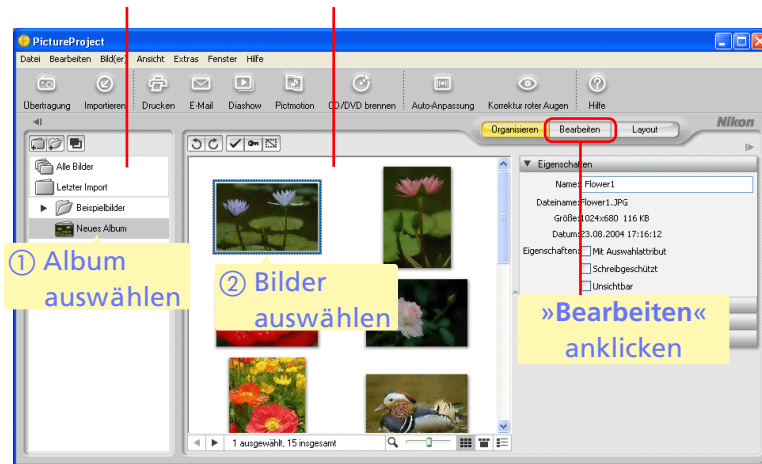 PictureProject
Datei Bearbeiten Bild(er) Ansicht Extras Fenster Hilfe
Übertragung Importieren Drucken E-Mail Diashow Pictmotion CD/DVD brennen Auto-Anpassung Korrektur roter Augen Hilfe
Organisieren Bearbeiten Layout Nikon
Alle Bilder
Letzter Import
Beispielbilder
Neues Album
① Album
auswählen
② Bilder
auswählen
Eigenschaften
Name: Flower1
Dateiname: Flower1.JPG
Größe: 1024x680 116 KB
Datum: 23.08.2004 17:16:12
Eigenschaften: Mit Auswahlattribut
Schreibgeschützt
Unsichtbar
»Bearbeiten«
anklicken
1 ausgewählt, 15 insgesamt